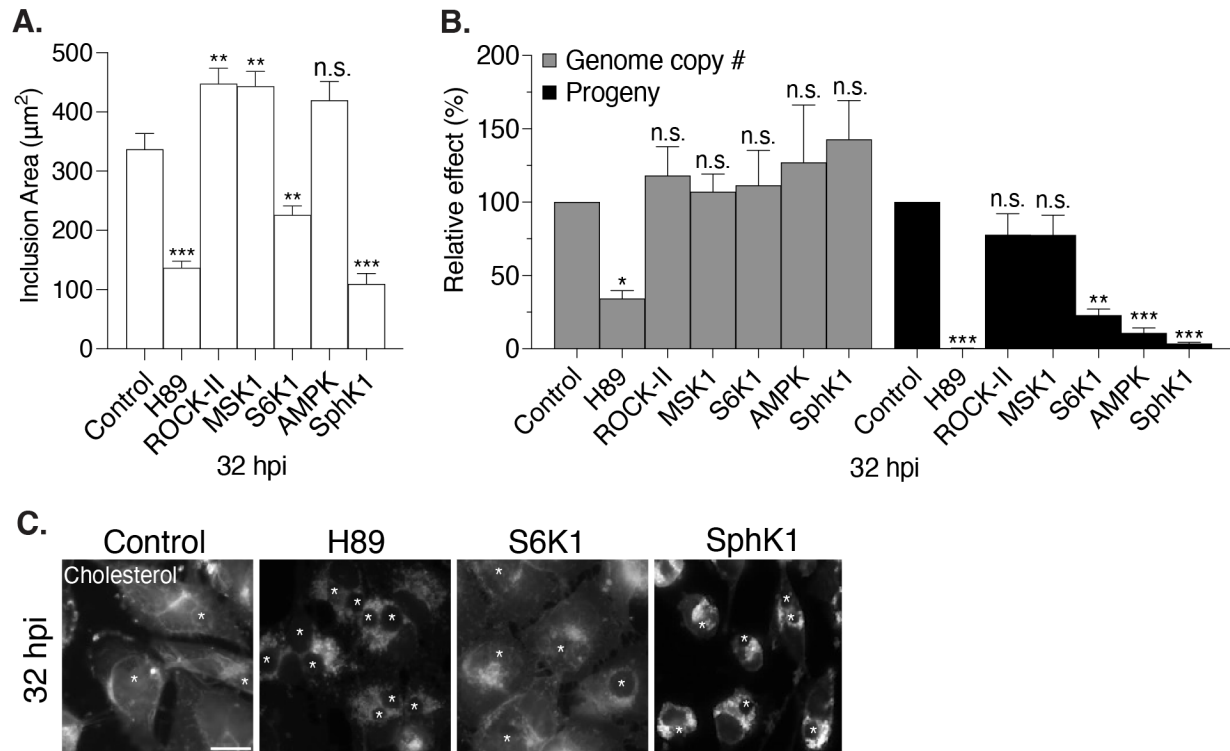 A.
Inclusion Area (µm²)
500
400
300
200
100
0
***
**
**
**
n.s.
***
Control
H89
ROCK-II
MSK1
S6K1
AMPK
SphK1
32 hpi
B.
Relative effect (%)
200
150
100
50
0
Genome copy #
Progeny
*
n.s.
n.s.
n.s.
n.s.
n.s.
***
n.s.
n.s.
**
***
***
Control
H89
ROCK-II
MSK1
S6K1
AMPK
SphK1
Control
H89
ROCK-II
MSK1
S6K1
AMPK
SphK1
32 hpi
C.
Control
H89
S6K1
SphK1
32 hpi
Cholesterol